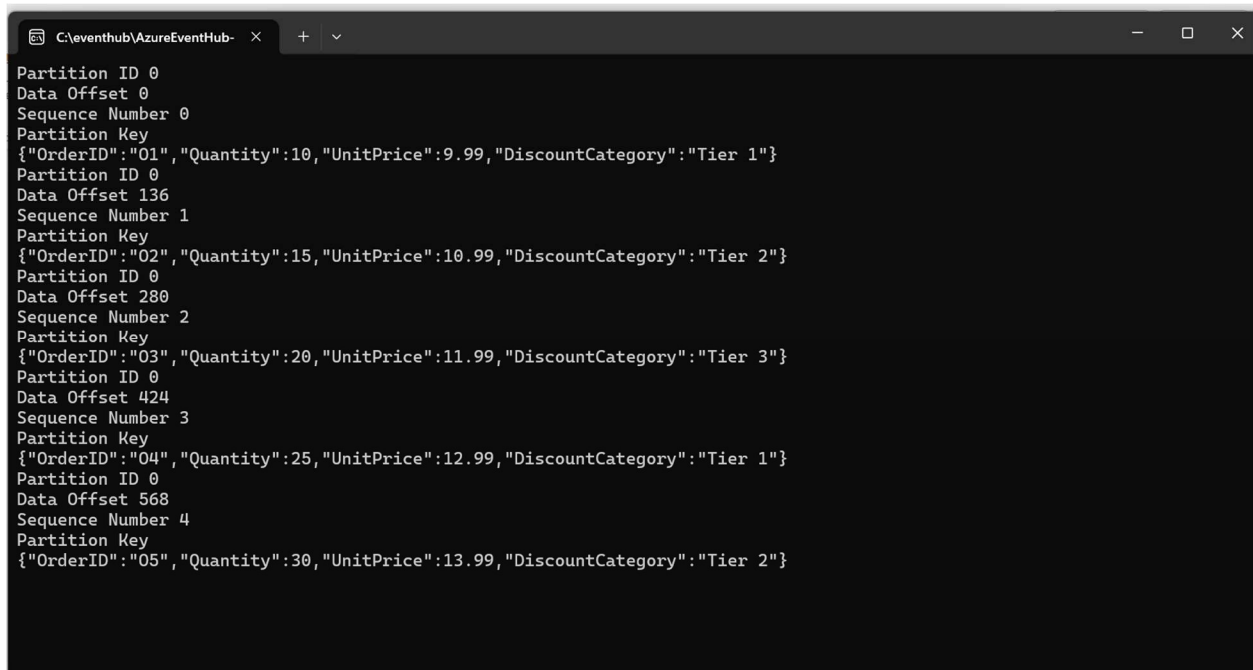 C:\eventhub\AzureEventHub-
Partition ID 0
Data Offset 0
Sequence Number 0
Partition Key
{"OrderID":"O1","Quantity":10,"UnitPrice":9.99,"DiscountCategory":"Tier 1"}
Partition ID 0
Data Offset 136
Sequence Number 1
Partition Key
{"OrderID":"O2","Quantity":15,"UnitPrice":10.99,"DiscountCategory":"Tier 2"}
Partition ID 0
Data Offset 280
Sequence Number 2
Partition Key
{"OrderID":"O3","Quantity":20,"UnitPrice":11.99,"DiscountCategory":"Tier 3"}
Partition ID 0
Data Offset 424
Sequence Number 3
Partition Key
{"OrderID":"O4","Quantity":25,"UnitPrice":12.99,"DiscountCategory":"Tier 1"}
Partition ID 0
Data Offset 568
Sequence Number 4
Partition Key
{"OrderID":"O5","Quantity":30,"UnitPrice":13.99,"DiscountCategory":"Tier 2"}